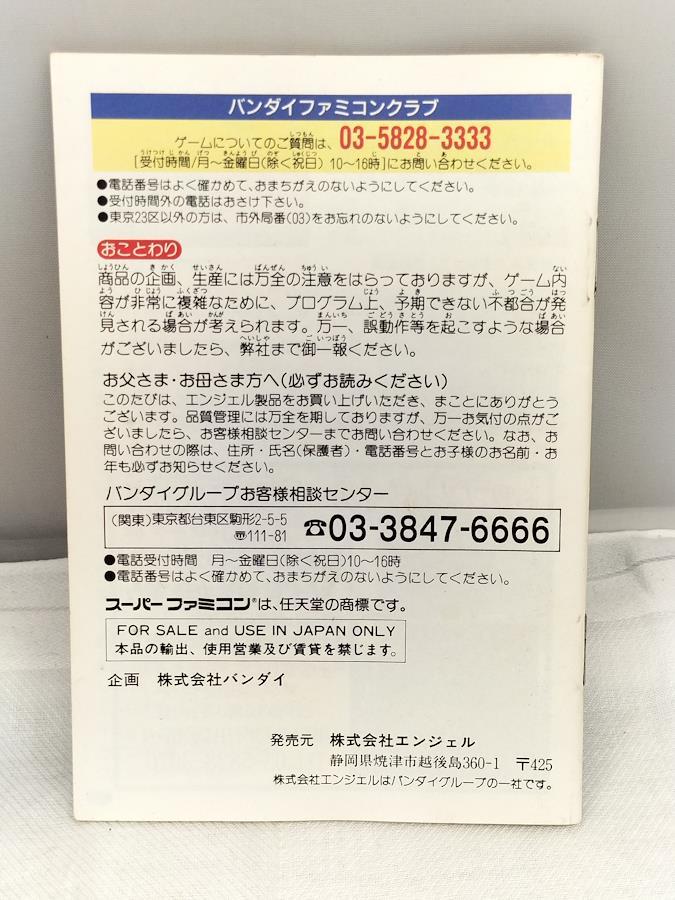 バンダイファミコンクラブ
ゲームについてのご質問は、03-5828-3333
[受付時間/月〜金曜日(除く祝日) 10〜16時]にお問い合わせください。
●電話番号はよく確かめて、おまちがえのないようにしてください。
●受付時間外の電話はおさけ下さい。
●東京23区以外の方は、市外局番(03)をお忘れのないようにしてください。
おことわり
商品の企画、生産には万全の注意をはらっておりますが、ゲーム内
容が非常に複雑なために、プログラム上、予期できない不都合が発
見される場合が考えられます。万一、誤動作等を起こすような場合
がございましたら、弊社まで御一報ください。
お父さま・お母さま方へ(必ずお読みください)
このたびは、エンジェル製品をお買い上げいただき、まことにありがとう
ございます。品質管理には万全を期しておりますが、万一お気付の点がご
ざいましたら、お客様相談センターまでお問い合わせください。なお、お
問い合わせの際は、住所・氏名(保護者)・電話番号とお子様のお名前・お
年も必ずお知らせください。
バンダイグループお客様相談センター
(関東)東京都台東区駒形2-5-5
〒111-81 ☎03-3847-6666
●電話受付時間 月〜金曜日(除く祝日)10〜16時
●電話番号はよく確かめて、おまちがえのないようにしてください。
スーパーファミコン®は、任天堂の商標です。
FOR SALE and USE IN JAPAN ONLY
本品の輸出、使用営業及び賃貸を禁じます。
企画 株式会社バンダイ
発売元 株式会社エンジェル
静岡県焼津市越後島360-1 〒425
株式会社エンジェルはバンダイグループの一社です。